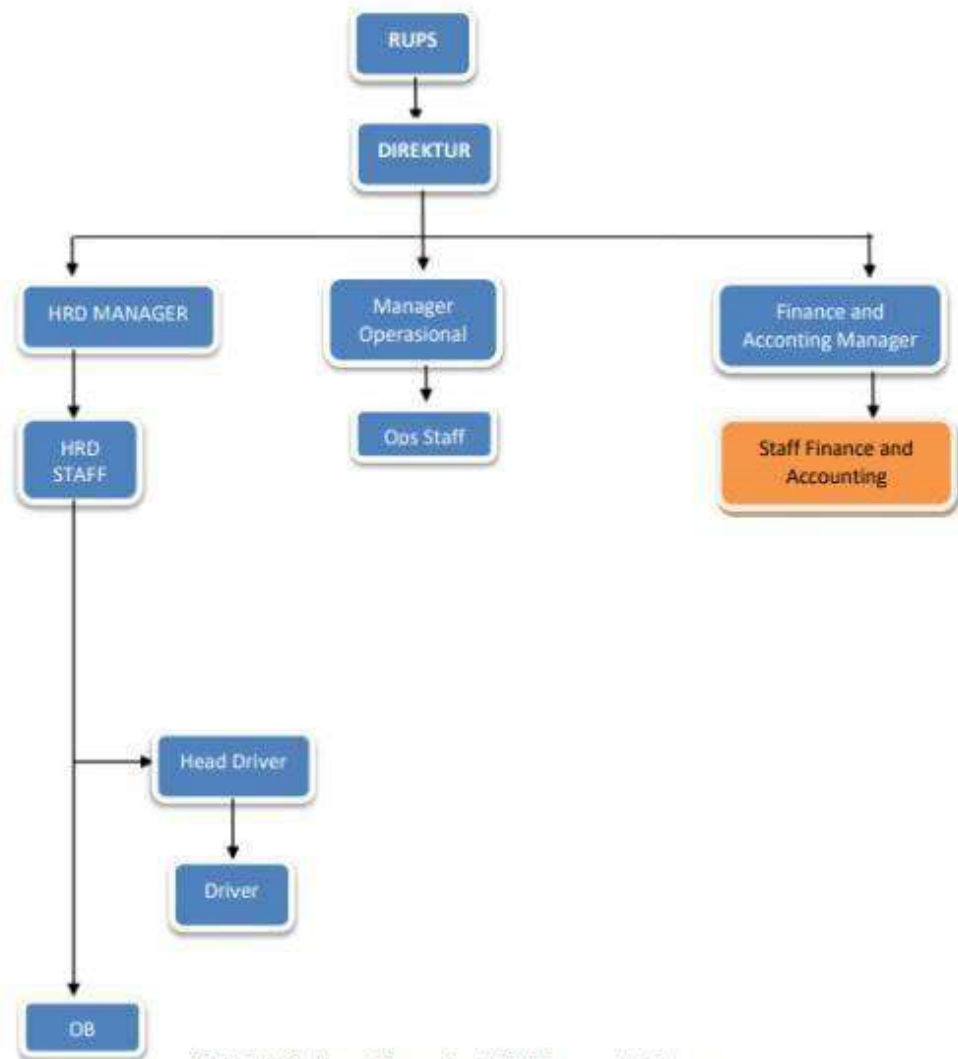 RUPS
DIREKTUR
HRD MANAGER
Manager
Operasional
Finance and
Acconting Manager
HRD
STAFF
Ops Staff
Staff Finance and
Accounting
Head Driver
Driver
OB